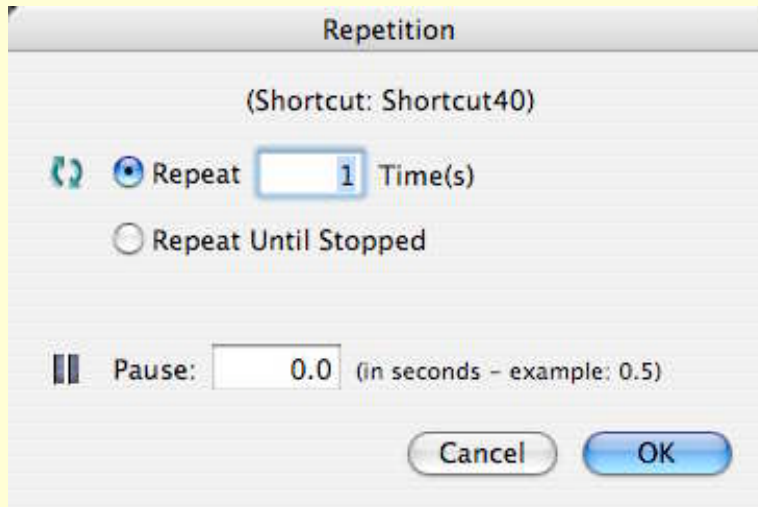 Repetition
(Shortcut: Shortcut40)
Repeat 1 Time(s)
Repeat Until Stopped
Pause: 0.0 (in seconds – example: 0.5)
Cancel OK